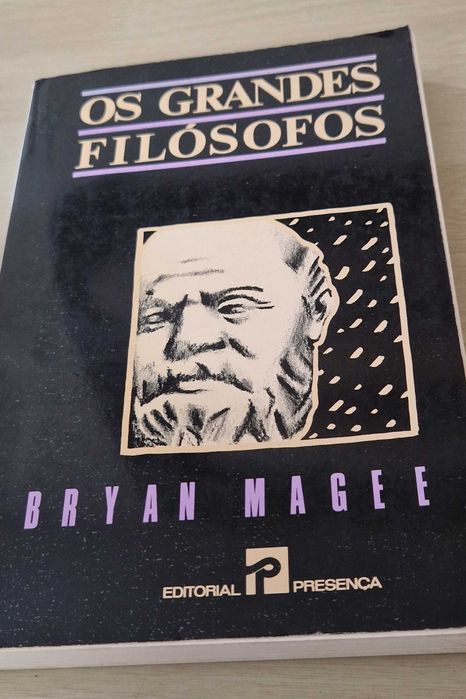 OS GRANDES
FILÓSOFOS
BRYAN MAGEE
EDITORIAL P PRESENÇA